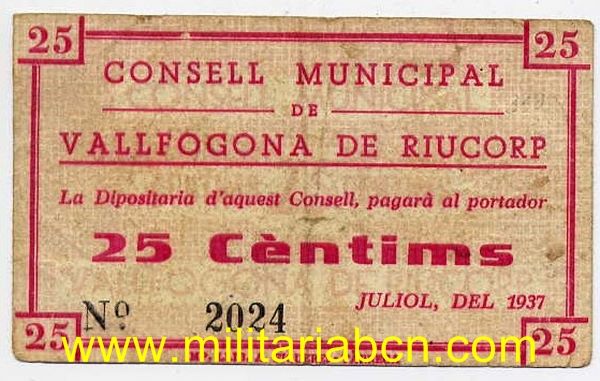 25 25
CONSELL MUNICIPAL
DE
VALLFOGONA DE RIUCORP
La Dipositaria d'aquest Consell, pagarà al portador
25 Cèntims
JULIOL, DEL 1937
Nº 2024
25 25
www.militariabcn.com